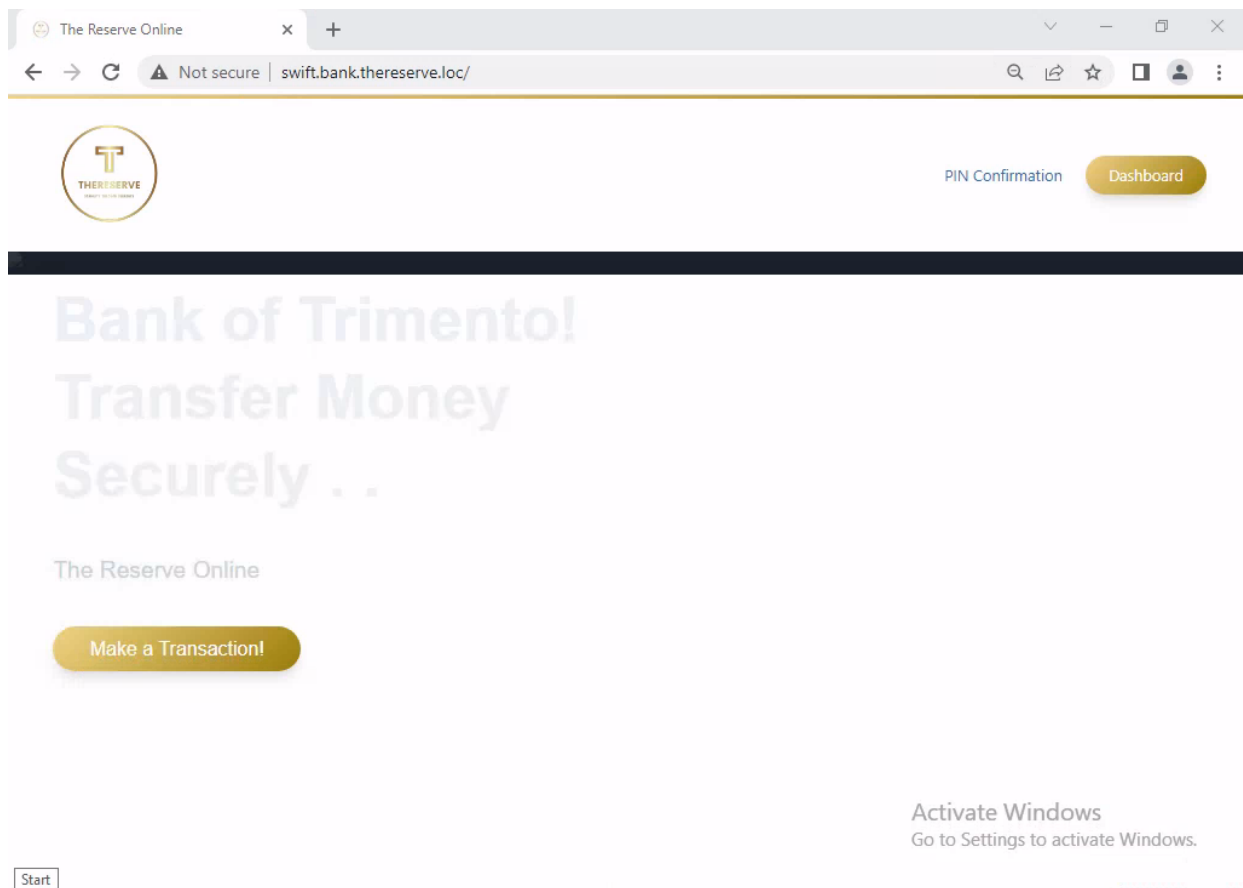 The Reserve Online
Not secure
swift.bank.thereserve.loc/
THERESERVE
PIN Confirmation
Dashboard
Bank of Trimento!
Transfer Money
Securely . .
The Reserve Online
Make a Transaction!
Activate Windows
Go to Settings to activate Windows.
Start